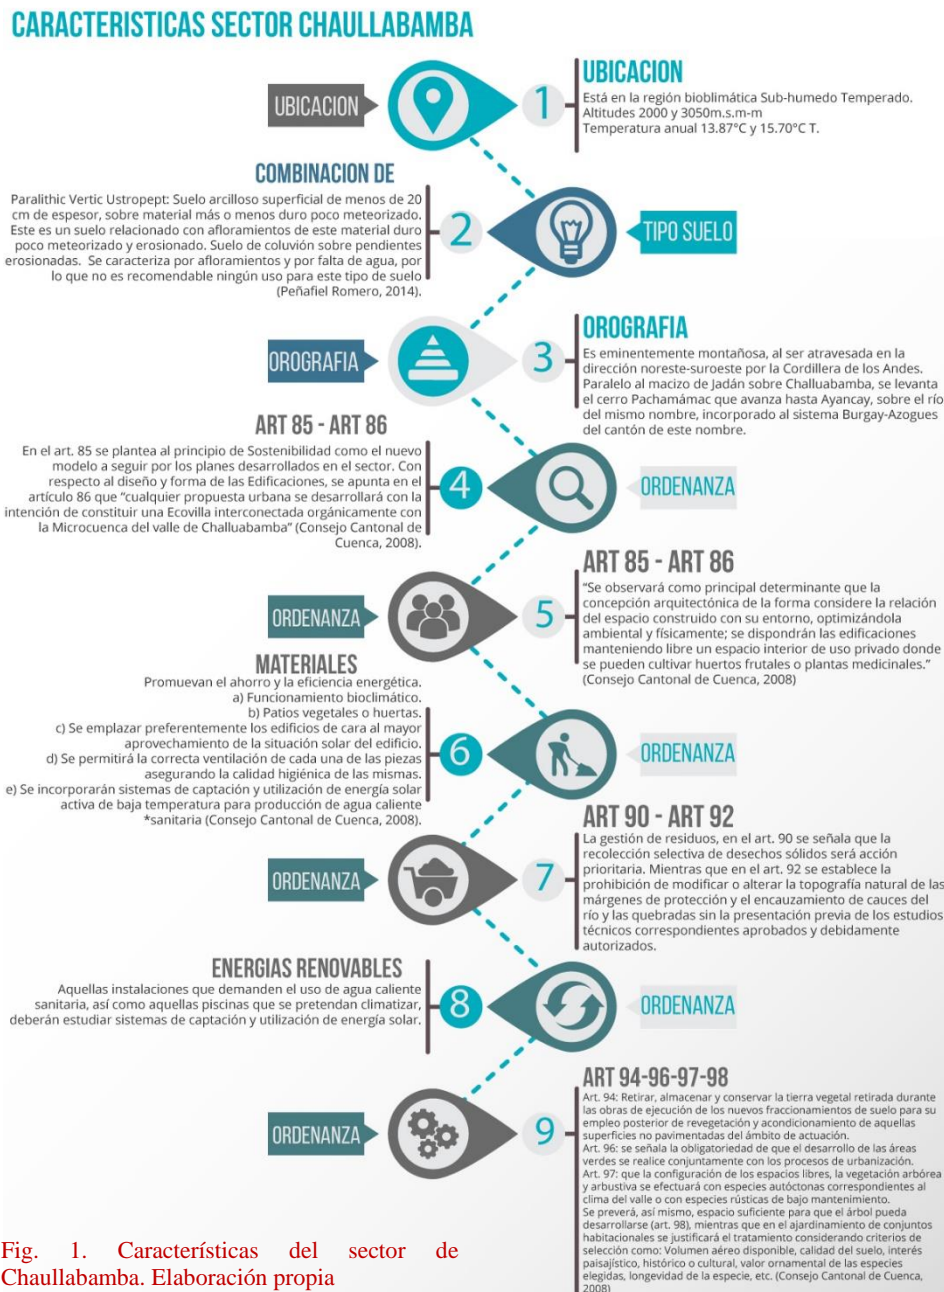 CARACTERISTICAS SECTOR CHAULLABAMBA
UBICACION
1
UBICACION
Está en la región bioblimática Sub-humedo Temperado.
Altitudes 2000 y 3050m.s.m-m
Temperatura anual 13.87°C y 15.70°C T.
COMBINACION DE
Paralithic Vertic Ustropept: Suelo arcilloso superficial de menos de 20
cm de espesor, sobre material más o menos duro poco meteorizado.
Este es un suelo relacionado con afloramientos de este material duro
poco meteorizado y erosionado. Suelo de coluvión sobre pendientes
erosionadas. Se caracteriza por afloramientos y por falta de agua, por
lo que no es recomendable ningún uso para este tipo de suelo
(Peñafiel Romero, 2014).
2
TIPO SUELO
OROGRAFIA
3
OROGRAFIA
Es eminentemente montañosa, al ser atravesada en la
dirección noreste-suroeste por la Cordillera de los Andes.
Paralelo al macizo de Jadán sobre Challuabamba, se levanta
el cerro Pachamámac que avanza hasta Ayancay, sobre el río
del mismo nombre, incorporado al sistema Burgay-Azogues
del cantón de este nombre.
ART 85 - ART 86
En el art. 85 se plantea al principio de Sostenibilidad como el nuevo
modelo a seguir por los planes desarrollados en el sector. Con
respecto al diseño y forma de las Edificaciones, se apunta en el
artículo 86 que “cualquier propuesta urbana se desarrollará con la
intención de constituir una Ecovilla interconectada orgánicamente con
la Microcuenca del valle de Challuabamba” (Consejo Cantonal de
Cuenca, 2008).
4
ORDENANZA
ORDENANZA
5
ART 85 - ART 86
“Se observará como principal determinante que la
concepción arquitectónica de la forma considere la relación
del espacio construido con su entorno, optimizándola
ambiental y físicamente; se dispondrán las edificaciones
manteniendo libre un espacio interior de uso privado donde
se pueden cultivar huertos frutales o plantas medicinales.”
(Consejo Cantonal de Cuenca, 2008)
MATERIALES
Promuevan el ahorro y la eficiencia energética.
a) Funcionamiento bioclimático.
b) Patios vegetales o huertas.
c) Se emplazar preferentemente los edificios de cara al mayor
aprovechamiento de la situación solar del edificio.
d) Se permitirá la correcta ventilación de cada una de las piezas
asegurando la calidad higiénica de las mismas.
e) Se incorporarán sistemas de captación y utilización de energía solar
activa de baja temperatura para producción de agua caliente
*sanitaria (Consejo Cantonal de Cuenca, 2008).
6
ORDENANZA
ORDENANZA
7
ART 90 - ART 92
La gestión de residuos, en el art. 90 se señala que la
recolección selectiva de desechos sólidos será acción
prioritaria. Mientras que en el art. 92 se establece la
prohibición de modificar o alterar la topografía natural de las
márgenes de protección y el encauzamiento de cauces del
río y las quebradas sin la presentación previa de los estudios
técnicos correspondientes aprobados y debidamente
autorizados.
ENERGIAS RENOVABLES
Aquellas instalaciones que demanden el uso de agua caliente
sanitaria, así como aquellas piscinas que se pretendan climatizar,
deberán estudiar sistemas de captación y utilización de energía solar.
8
ORDENANZA
ORDENANZA
9
ART 94-96-97-98
Art. 94: Retirar, almacenar y conservar la tierra vegetal retirada durante
las obras de ejecución de los nuevos fraccionamientos de suelo para su
empleo posterior de revegetación y acondicionamiento de aquellas
superficies no pavimentadas del ámbito de actuación.
Art. 96: se señala la obligatoriedad de que el desarrollo de las áreas
verdes se realice conjuntamente con los procesos de urbanización.
Art. 97: que la configuración de los espacios libres, la vegetación arbórea
y arbustiva se efectuará con especies autóctonas correspondientes al
clima del valle o con especies rústicas de bajo mantenimiento.
Se preverá, así mismo, espacio suficiente para que el árbol pueda
desarrollarse (art. 98), mientras que en el ajardinamiento de conjuntos
habitacionales se justificará el tratamiento considerando criterios de
selección como: Volumen aéreo disponible, calidad del suelo, interés
paisajístico, histórico o cultural, valor ornamental de las especies
elegidas, longevidad de la especie, etc. (Consejo Cantonal de Cuenca,
2008)
Fig. 1. Características del sector de
Chaullabamba. Elaboración propia